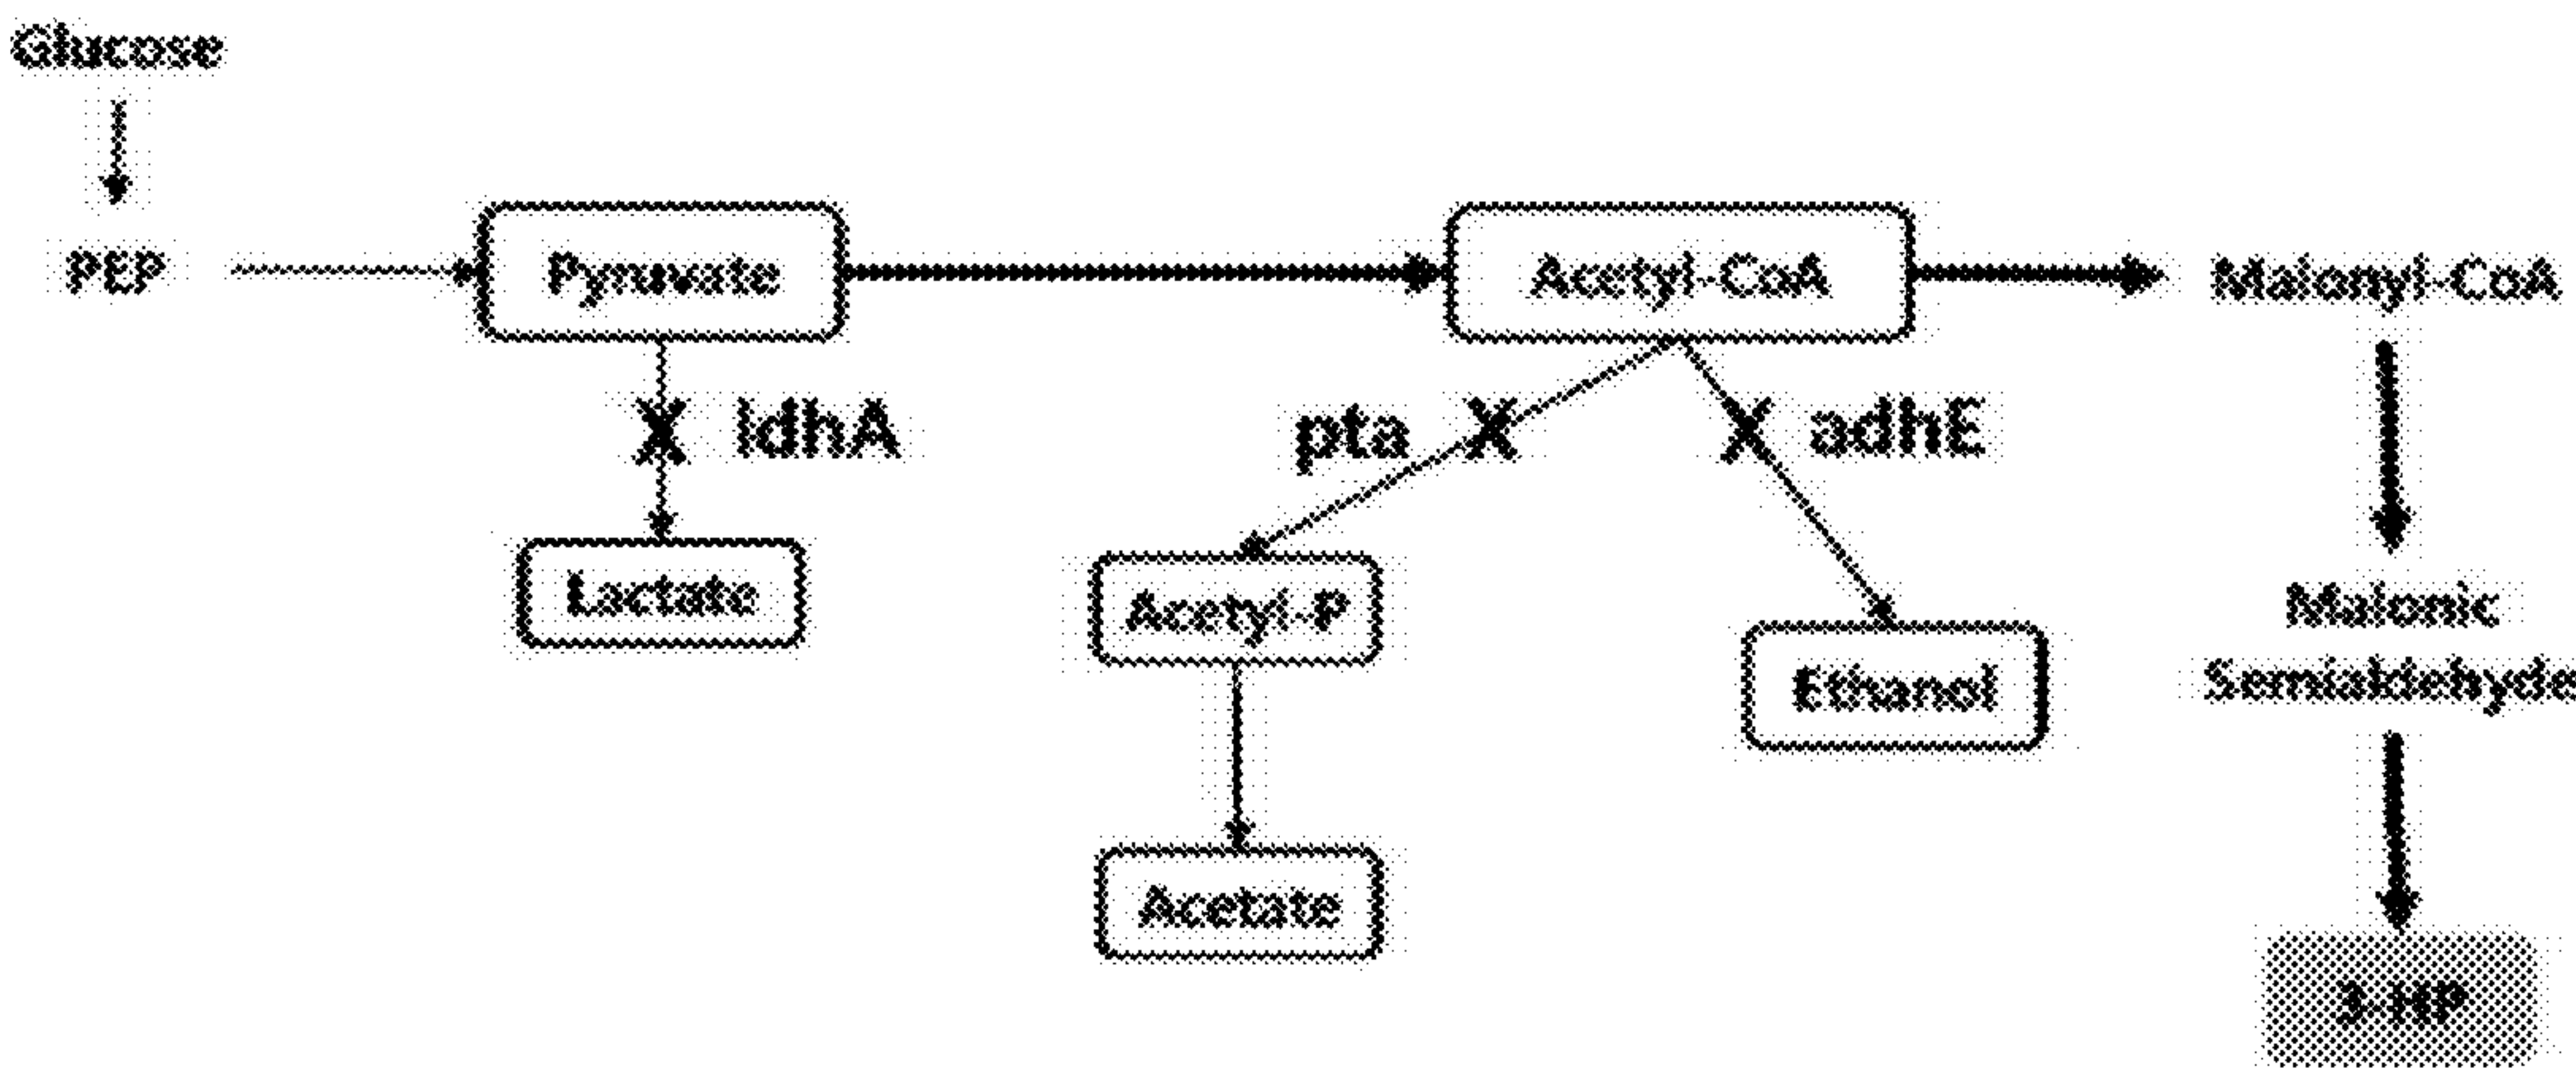 Glucose
PEP
Pyruvate
Acetyl-CoA
Malonyl-CoA
X ldhA
pta X
X adhE
Lactate
Acetyl-P
Ethanol
Malonic
Semialdehyde
Acetate
3-HP